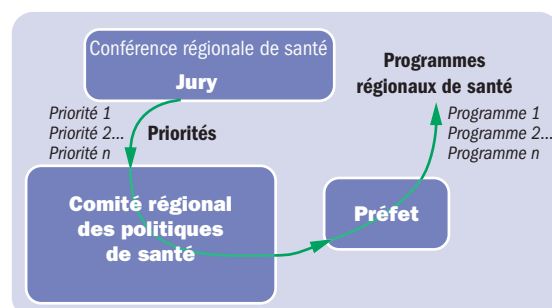 Conférence régionale de santé
Jury
Programmes
régionaux de santé
Priorité 1
Priorité 2...
Priorité n
Priorités
Programme 1
Programme 2...
Programme n
Comité régional
des politiques
de santé
Préfet